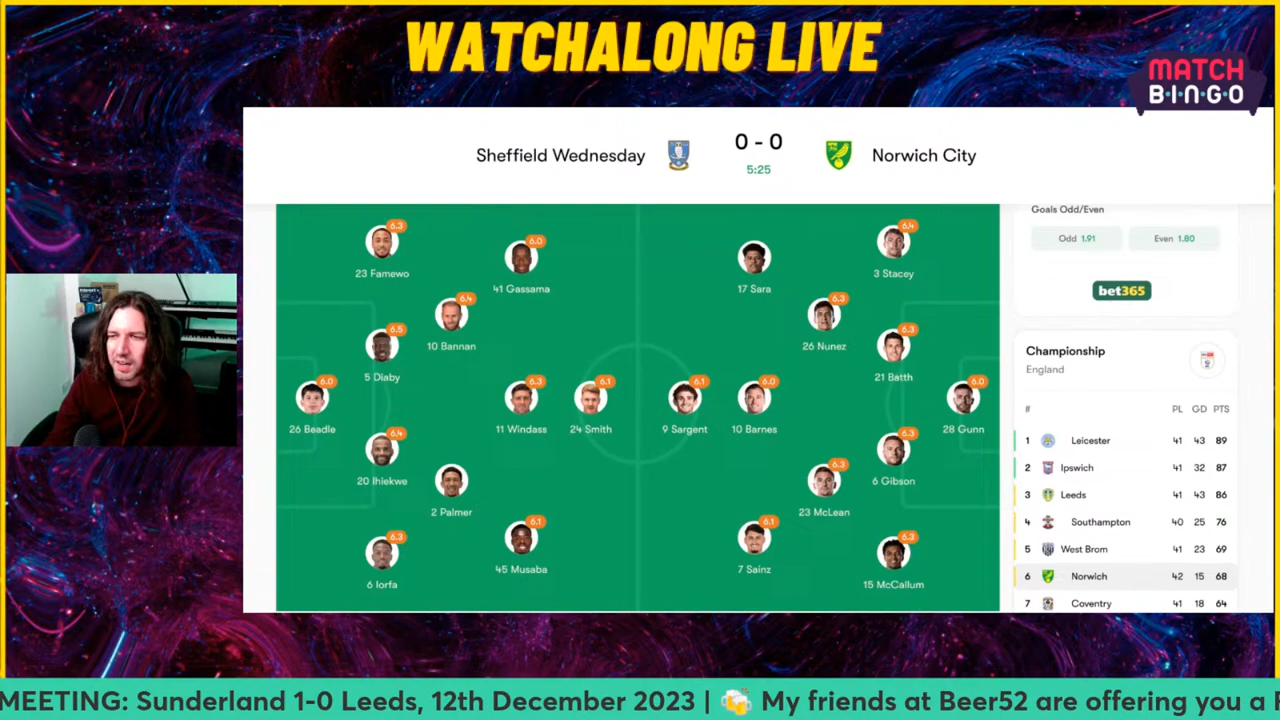 WATCHALONG LIVE
MATCH
B•I•N•G•O
Sheffield Wednesday
0 - 0
5:25
Norwich City
6.3
23 Famewo
6.0
41 Gassama
6.4
10 Bannan
6.5
5 Diaby
6.0
26 Beadle
6.3
11 Windass
6.1
24 Smith
6.4
20 Ihiekwe
2 Palmer
6.1
45 Musaba
6.3
6 Iorfa
17 Sara
6.4
3 Stacey
6.3
26 Nunez
6.3
21 Batth
6.1
9 Sargent
6.0
10 Barnes
6.0
28 Gunn
6.3
6 Gibson
6.3
23 McLean
6.1
7 Sainz
6.3
15 McCallum
Goals Odd/Even
Odd 1.91
Even 1.80
bet365
Championship
England
# PL GD PTS
1 Leicester 41 43 89
2 Ipswich 41 32 87
3 Leeds 41 43 86
4 Southampton 40 25 76
5 West Brom 41 23 69
6 Norwich 42 15 68
7 Coventry 41 18 64
MEETING: Sunderland 1-0 Leeds, 12th December 2023 | 🍻 My friends at Beer52 are offering you a